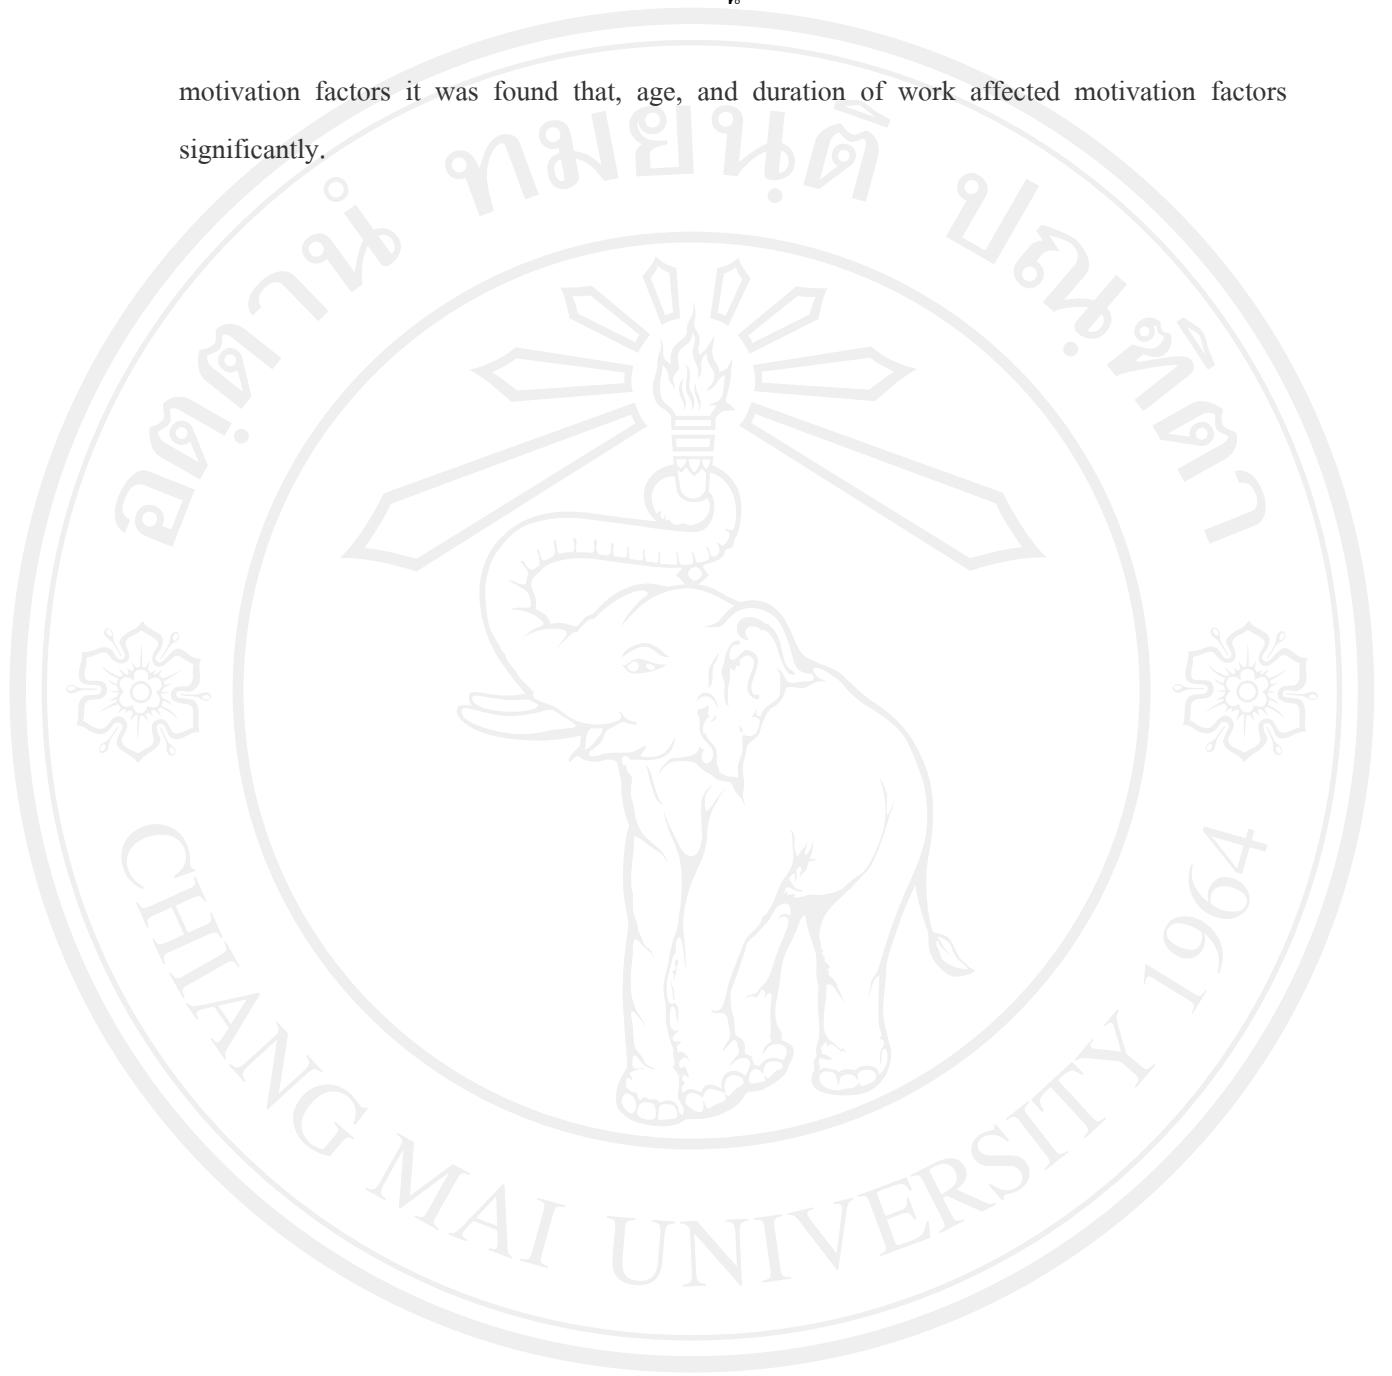 motivation factors it was found that, age, and duration of work affected motivation factors
significantly.
อตฺตานํ ทมยนฺติ ปณฺฑิตา
CHIANG MAI UNIVERSITY 1964